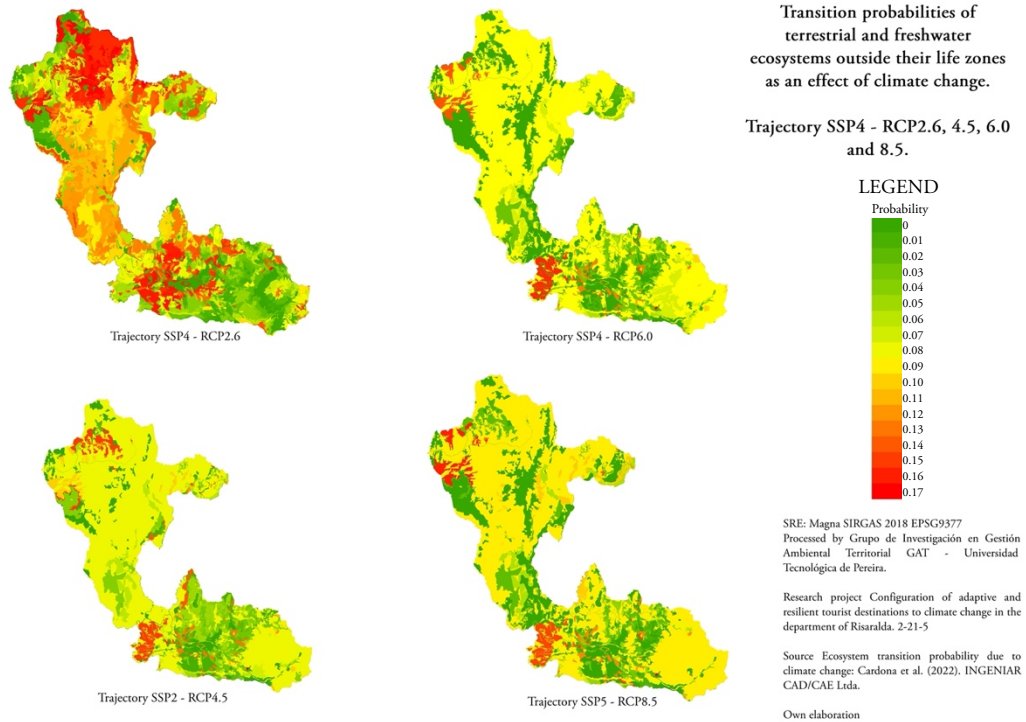 Transition probabilities of
terrestrial and freshwater
ecosystems outside their life zones
as an effect of climate change.
Trajectory SSP4 - RCP2.6, 4.5, 6.0
and 8.5.
LEGEND
Probability
0
0.01
0.02
0.03
0.04
0.05
0.06
0.07
0.08
0.09
0.10
0.11
0.12
0.13
0.14
0.15
0.16
0.17
Trajectory SSP4 - RCP2.6
Trajectory SSP4 - RCP6.0
Trajectory SSP2 - RCP4.5
Trajectory SSP5 - RCP8.5
SRE: Magna SIRGAS 2018 EPSG9377
Processed by Grupo de Investigación en Gestión
Ambiental Territorial GAT - Universidad
Tecnológica de Pereira.
Research project Configuration of adaptive and
resilient tourist destinations to climate change in the
department of Risaralda. 2-21-5
Source Ecosystem transition probability due to
climate change: Cardona et al. (2022). INGENIAR
CAD/CAE Ltda.
Own elaboration